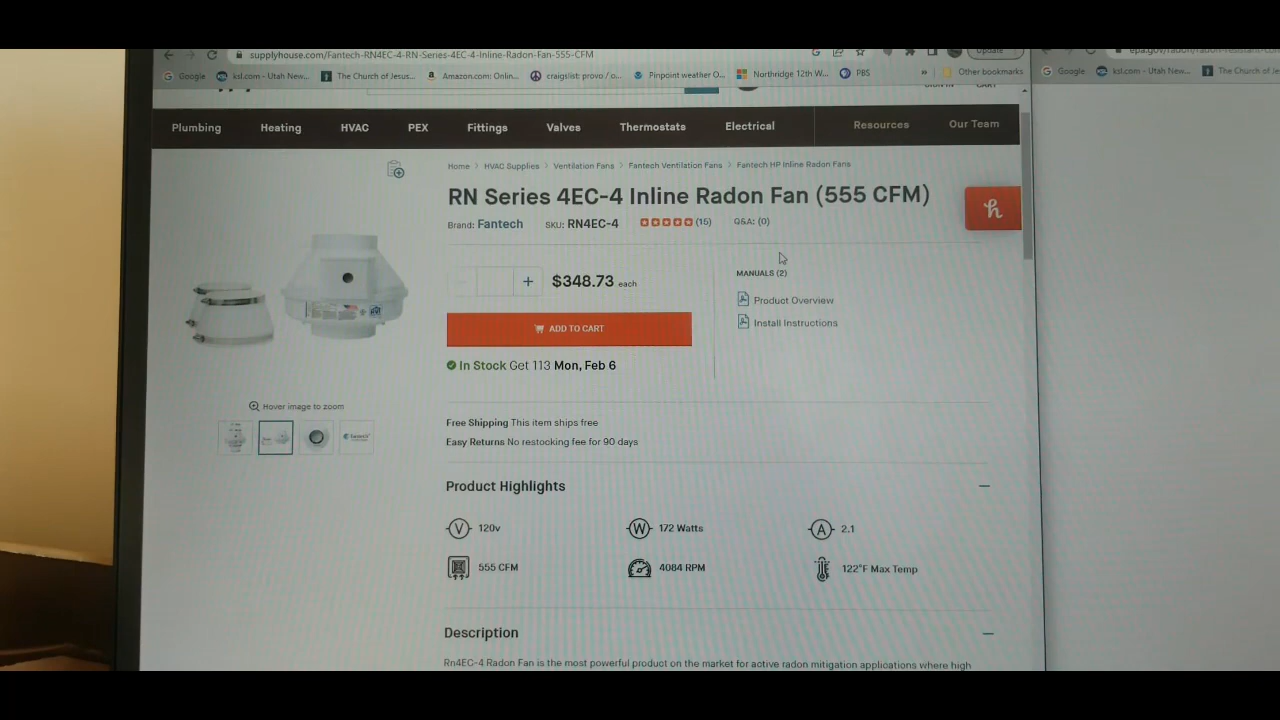 supplyhouse.com/Fantech-RN4EC-4-RN-Series-4EC-4-Inline-Radon-Fan-555-CFM
Update
Google ksl.com - Utah New... The Church of Jesus... Amazon.com: Onlin... craigslist: provo / o... Pinpoint weather O... Northridge 12th W... PBS » Other bookmarks
Google ksl.com - Utah New... The Church of Jes
SIGN IN CART
Plumbing Heating HVAC PEX Fittings Valves Thermostats Electrical Resources Our Team
Home > HVAC Supplies > Ventilation Fans > Fantech Ventilation Fans > Fantech HP Inline Radon Fans
RN Series 4EC-4 Inline Radon Fan (555 CFM)
Brand: Fantech SKU: RN4EC-4 (15) Q&A: (0)
h
MANUALS (2)
+ $348.73 each
Product Overview
Install Instructions
ADD TO CART
In Stock Get 113 Mon, Feb 6
Hover image to zoom
Free Shipping This item ships free
Easy Returns No restocking fee for 90 days
Product Highlights
V 120v W 172 Watts A 2.1
555 CFM 4084 RPM 122°F Max Temp
Description
Rn4EC-4 Radon Fan is the most powerful product on the market for active radon mitigation applications where high